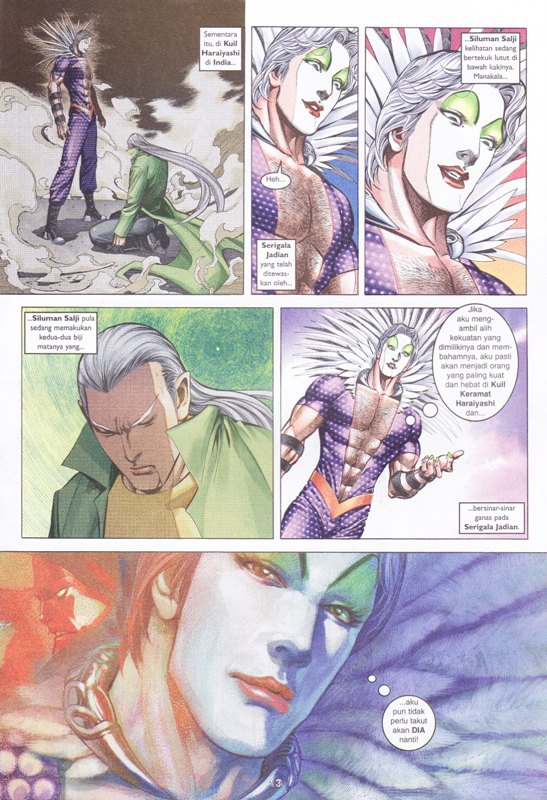 Sementara
itu, di Kuil
Haraiyashi
di India...
Heh...
Serigala
Jadian
yang telah
ditewas-
kan oleh...
...Siluman Salji
kelihatan sedang
bertekuk lutut di
bawah kakinya.
Manakala...
...Siluman Salji pula
sedang memakukan
kedua-dua biji
matanya yang...
Jika
aku meng-
ambil alih
kekuatan yang
dimilikinya dan mem-
bahamnya, aku pasti
akan menjadi orang
yang paling kuat
dan hebat di Kuil
Keramat
Haraiyashi
dan...
...bersinar-sinar
ganas pada
Serigala Jadian.
...aku
pun tidak
perlu takut
akan DIA
nanti!
13